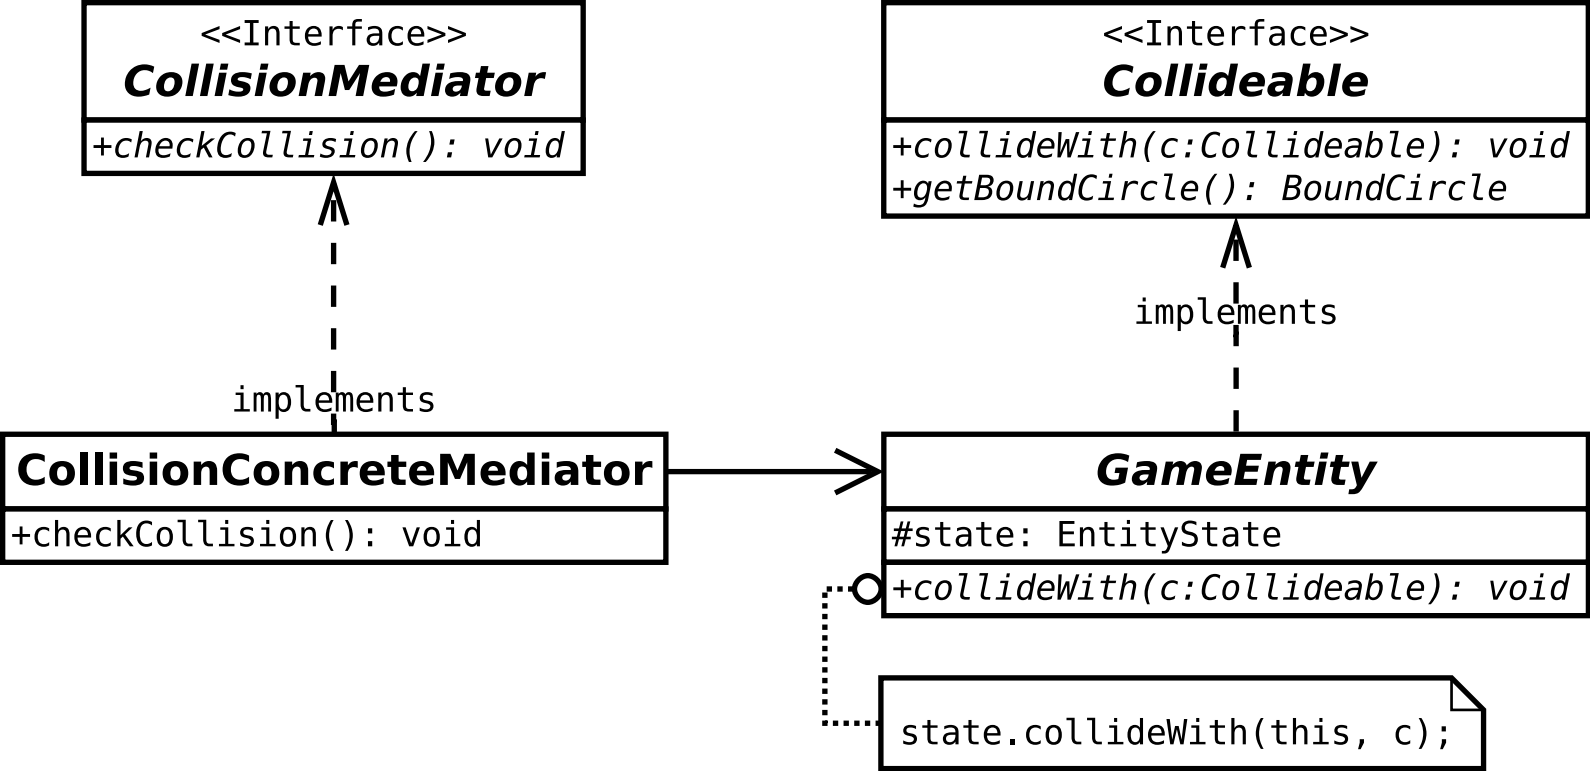 <<Interface>>
CollisionMediator
+checkCollision(): void
<<Interface>>
Collideable
+collideWith(c:Collideable): void
+getBoundCircle(): BoundCircle
implements
implements
CollisionConcreteMediator
+checkCollision(): void
GameEntity
#state: EntityState
+collideWith(c:Collideable): void
state.collideWith(this, c);